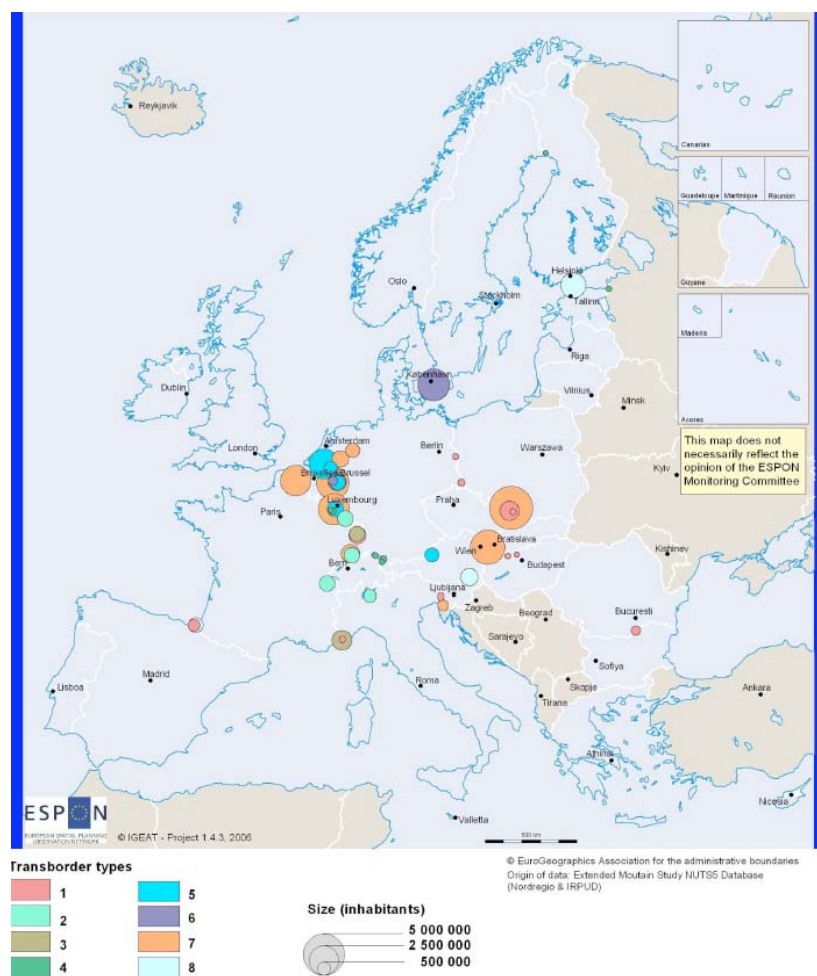 Reykjavik
Canarias
Guadeloupe Martinique Reunion
Helsinki
Guyane
Oslo
Stockholm
Tallinn
Madeira
Riga
København
Dublin
Vilnius
Minsk
Acores
Amsterdam
Berlin
Warszawa
London
This map does not
necessarily reflect the
opinion of the ESPON
Monitoring Committee
Brussel
Kyiv
Luxembourg
Praha
Paris
Wien
Bratislava
Kishinev
Bern
Budapest
Ljubljana
Zagreb
Beograd
Bucuresti
Sarajevo
Madrid
Sofiya
Lisboa
Roma
Skopje
Ankara
Tirana
Athinai
Nicosia
ESPON
EUROPEAN SPATIAL PLANNING
OBSERVATION NETWORK
© IGEAT - Project 1.4.3, 2006
Valletta
500 km
Transborder types
© EuroGeographics Association for the administrative boundaries
Origin of data: Extended Moutain Study NUTS5 Database
(Nordregio & IRPUD)
1 5
2 6
3 7
4 8
Size (inhabitants)
5 000 000
2 500 000
500 000